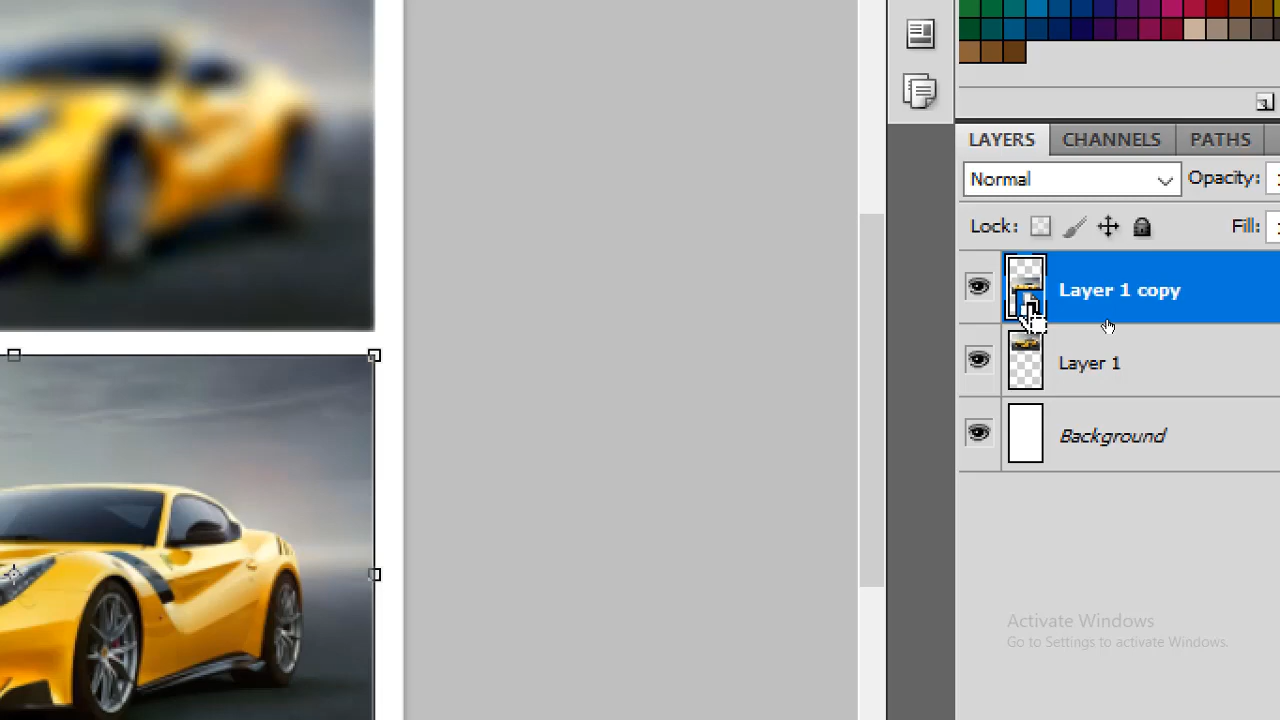 LAYERS CHANNELS PATHS
Normal Opacity:
Lock: Fill:
Layer 1 copy
Layer 1
Background
Activate Windows
Go to Settings to activate Windows.